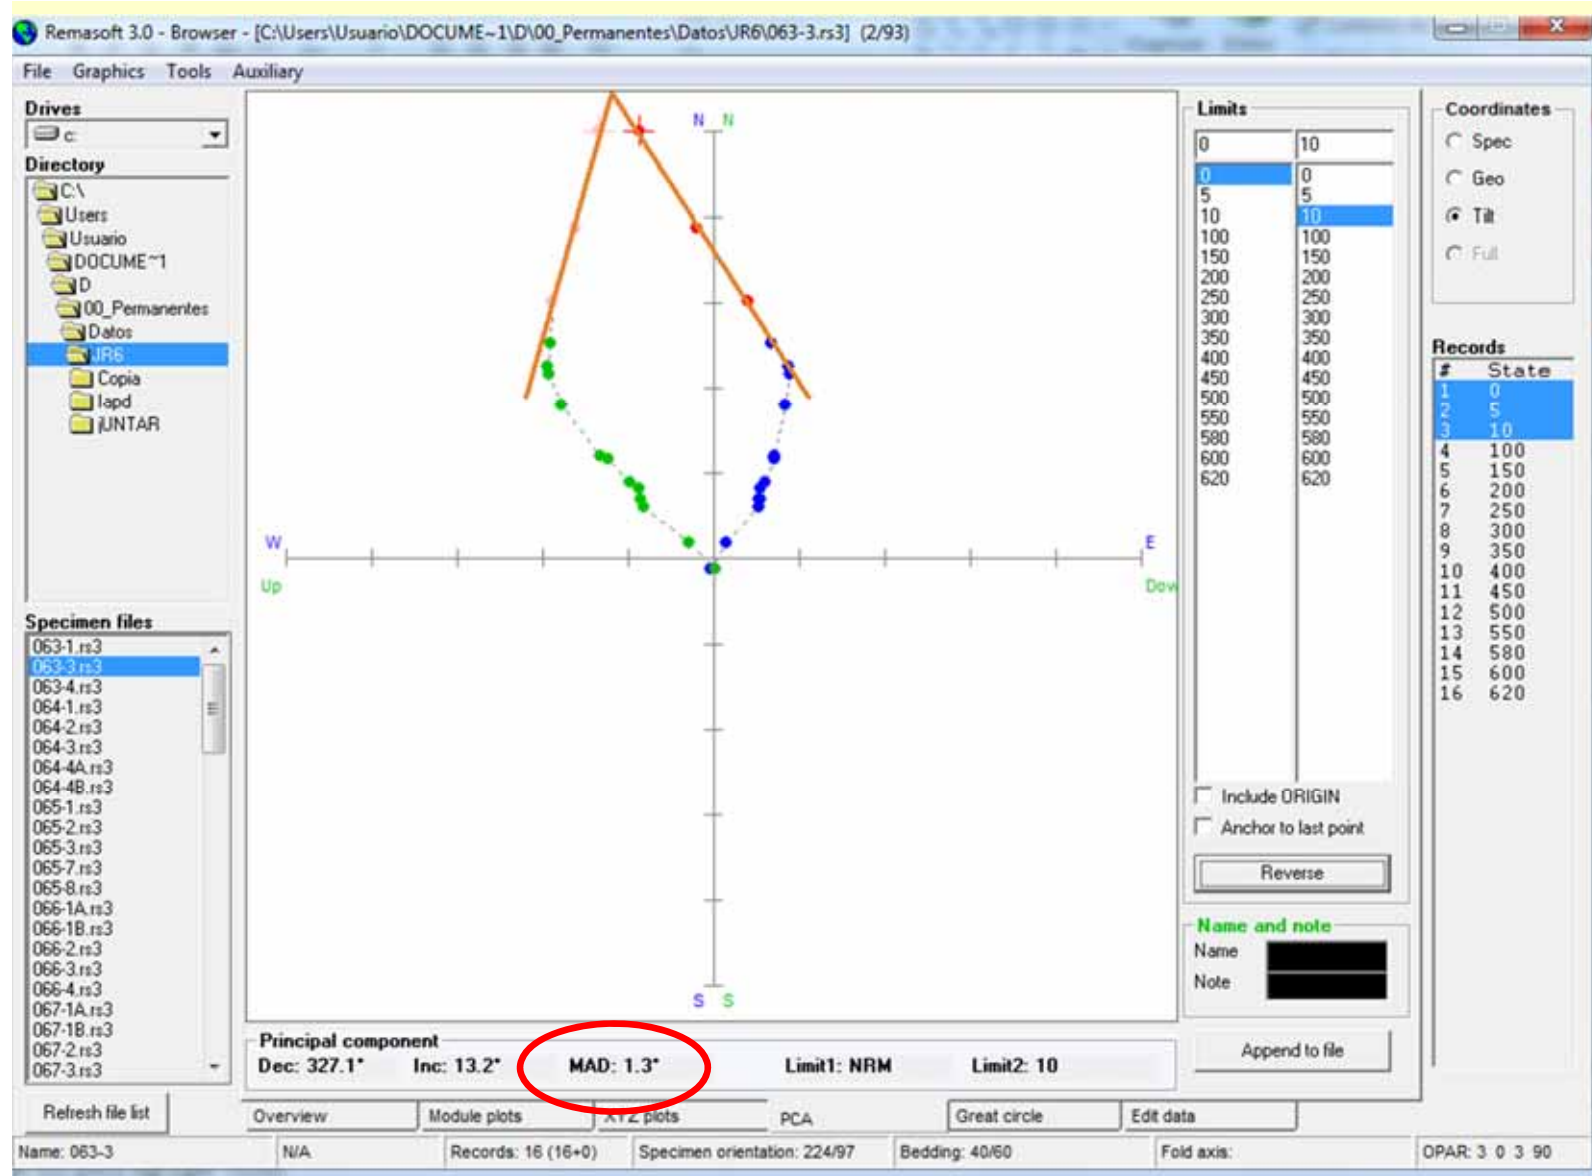 Remasoft 3.0 - Browser - [C:\Users\Usuario\DOCUME~1\D\00_Permanentes\Datos\JR6\063-3.rs3] (2/93)
File Graphics Tools Auxiliary
Drives
c:
Directory
C:\
Users
Usuario
DOCUME~1
D
00_Permanentes
Datos
JR6
Copia
lapd
jUNTAR
Specimen files
063-1.rs3
063-3.rs3
063-4.rs3
064-1.rs3
064-2.rs3
064-3.rs3
064-4A.rs3
064-4B.rs3
065-1.rs3
065-2.rs3
065-3.rs3
065-7.rs3
065-8.rs3
066-1A.rs3
066-1B.rs3
066-2.rs3
066-3.rs3
066-4.rs3
067-1A.rs3
067-1B.rs3
067-2.rs3
067-3.rs3
Refresh file list
N N
W
Up
E
Dow
S S
Principal component
Dec: 327.1° Inc: 13.2° MAD: 1.3° Limit1: NRM Limit2: 10
Overview Module plots XYZ plots PCA Great circle Edit data
Limits
0 10
0 0
5 5
10 10
100 100
150 150
200 200
250 250
300 300
350 350
400 400
450 450
500 500
550 550
580 580
600 600
620 620
Include ORIGIN
Anchor to last point
Reverse
Name and note
Name
Note
Append to file
Coordinates
Spec
Geo
Tilt
Full
Records
# State
1 0
2 5
3 10
4 100
5 150
6 200
7 250
8 300
9 350
10 400
11 450
12 500
13 550
14 580
15 600
16 620
Name: 063-3 N/A Records: 16 (16+0) Specimen orientation: 224/97 Bedding: 40/60 Fold axis: OPAR: 3 0 3 90